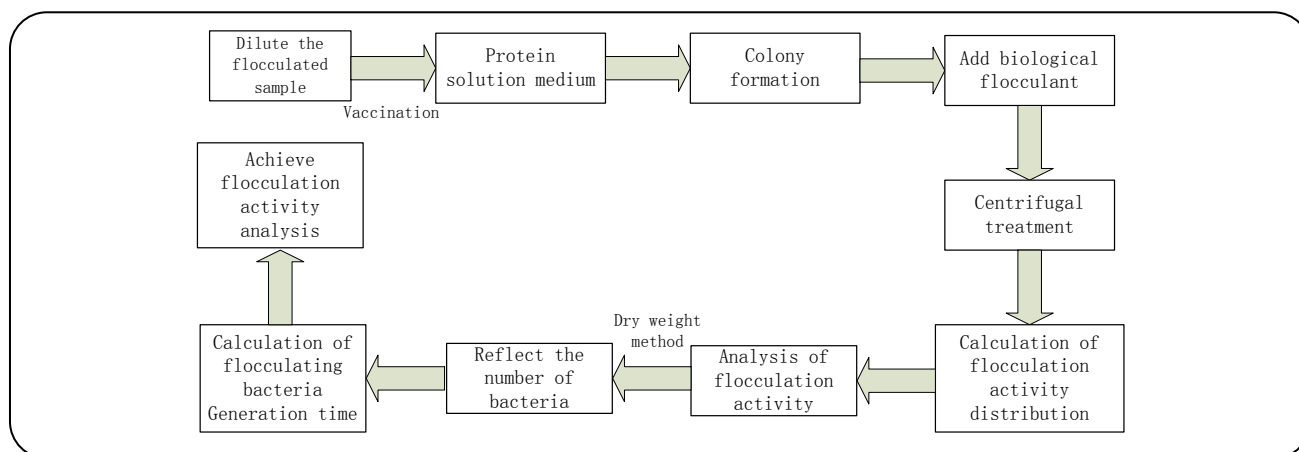 Dilute the
flocculated
sample
Vaccination
Protein
solution medium
Colony
formation
Add biological
flocculant
Centrifugal
treatment
Calculation of
flocculation
activity
distribution
Analysis of
flocculation
activity
Dry weight
method
Reflect the
number of
bacteria
Calculation of
flocculating
bacteria
Generation time
Achieve
flocculation
activity
analysis